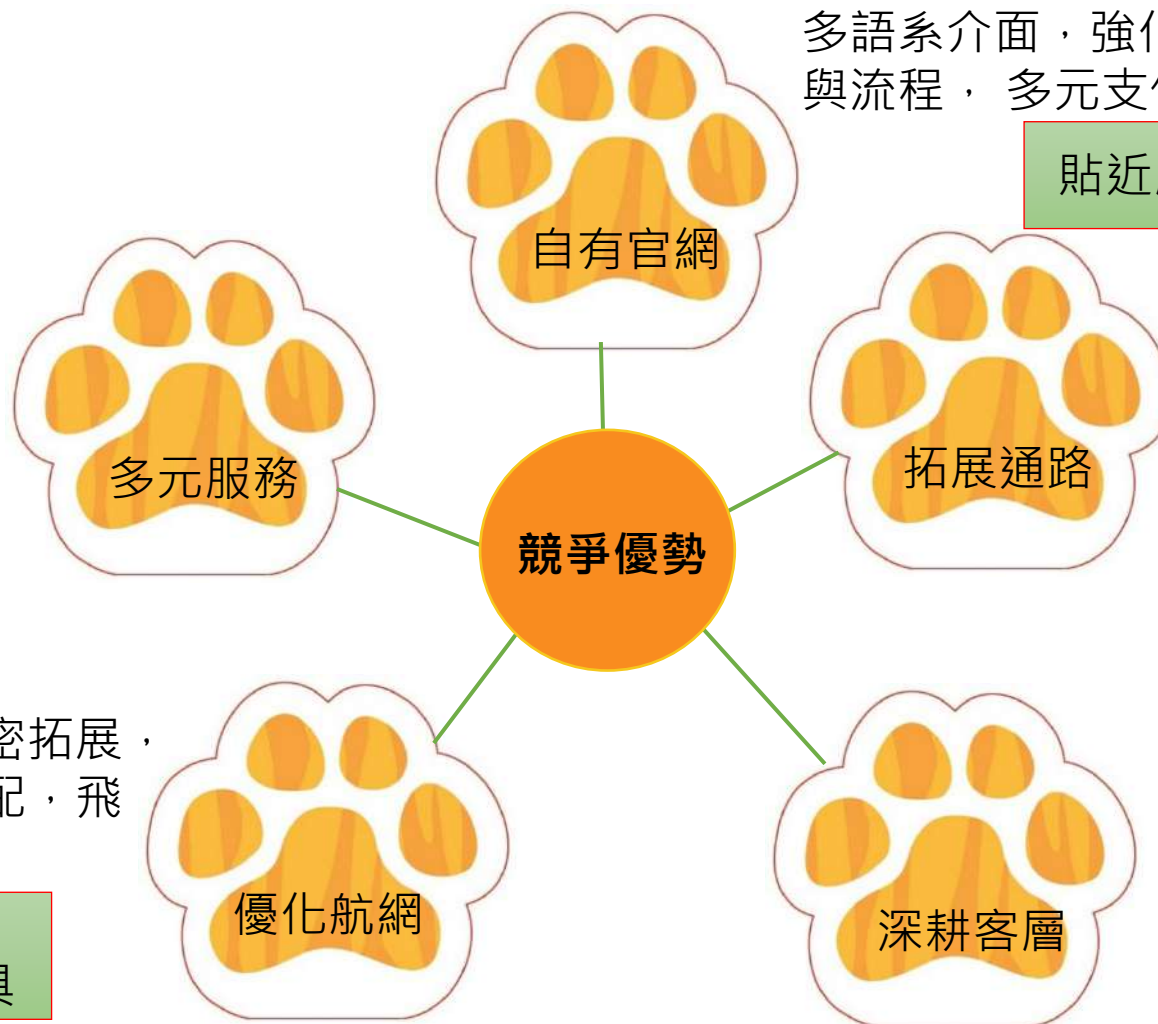 多語系介面，強
與流程， 多元支
貼近
自有官網
多元服務
拓展通路
競爭優勢
密拓展，
配，飛
優化航網
深耕客層